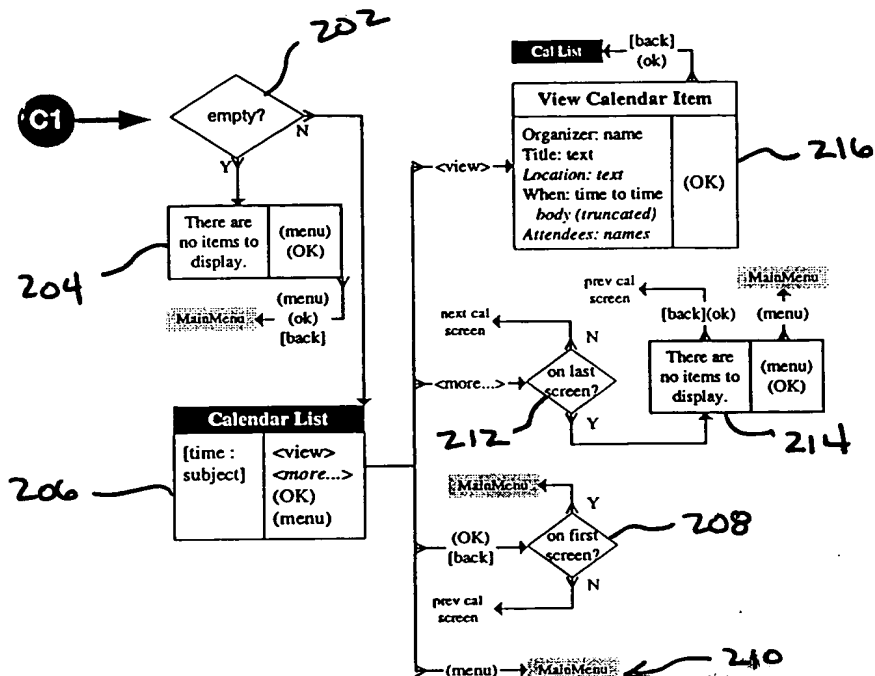 202
C1
empty?
N
Y
There are
no items to
display.
(menu)
(OK)
204
MainMenu
(menu)
(ok)
[back]
Calendar List
[time :
subject]
<view>
<more...>
(OK)
(menu)
206
Cal List
[back]
(ok)
<view>
View Calendar Item
Organizer: name
Title: text
Location: text
When: time to time
body (truncated)
Attendees: names
(OK)
216
next cal
screen
N
<more...>
on last
screen?
Y
212
prev cal
screen
MainMenu
[back](ok)
(menu)
There are
no items to
display.
(menu)
(OK)
214
MainMenu
Y
(OK)
[back]
on first
screen?
208
N
prev cal
screen
(menu)
MainMenu
210